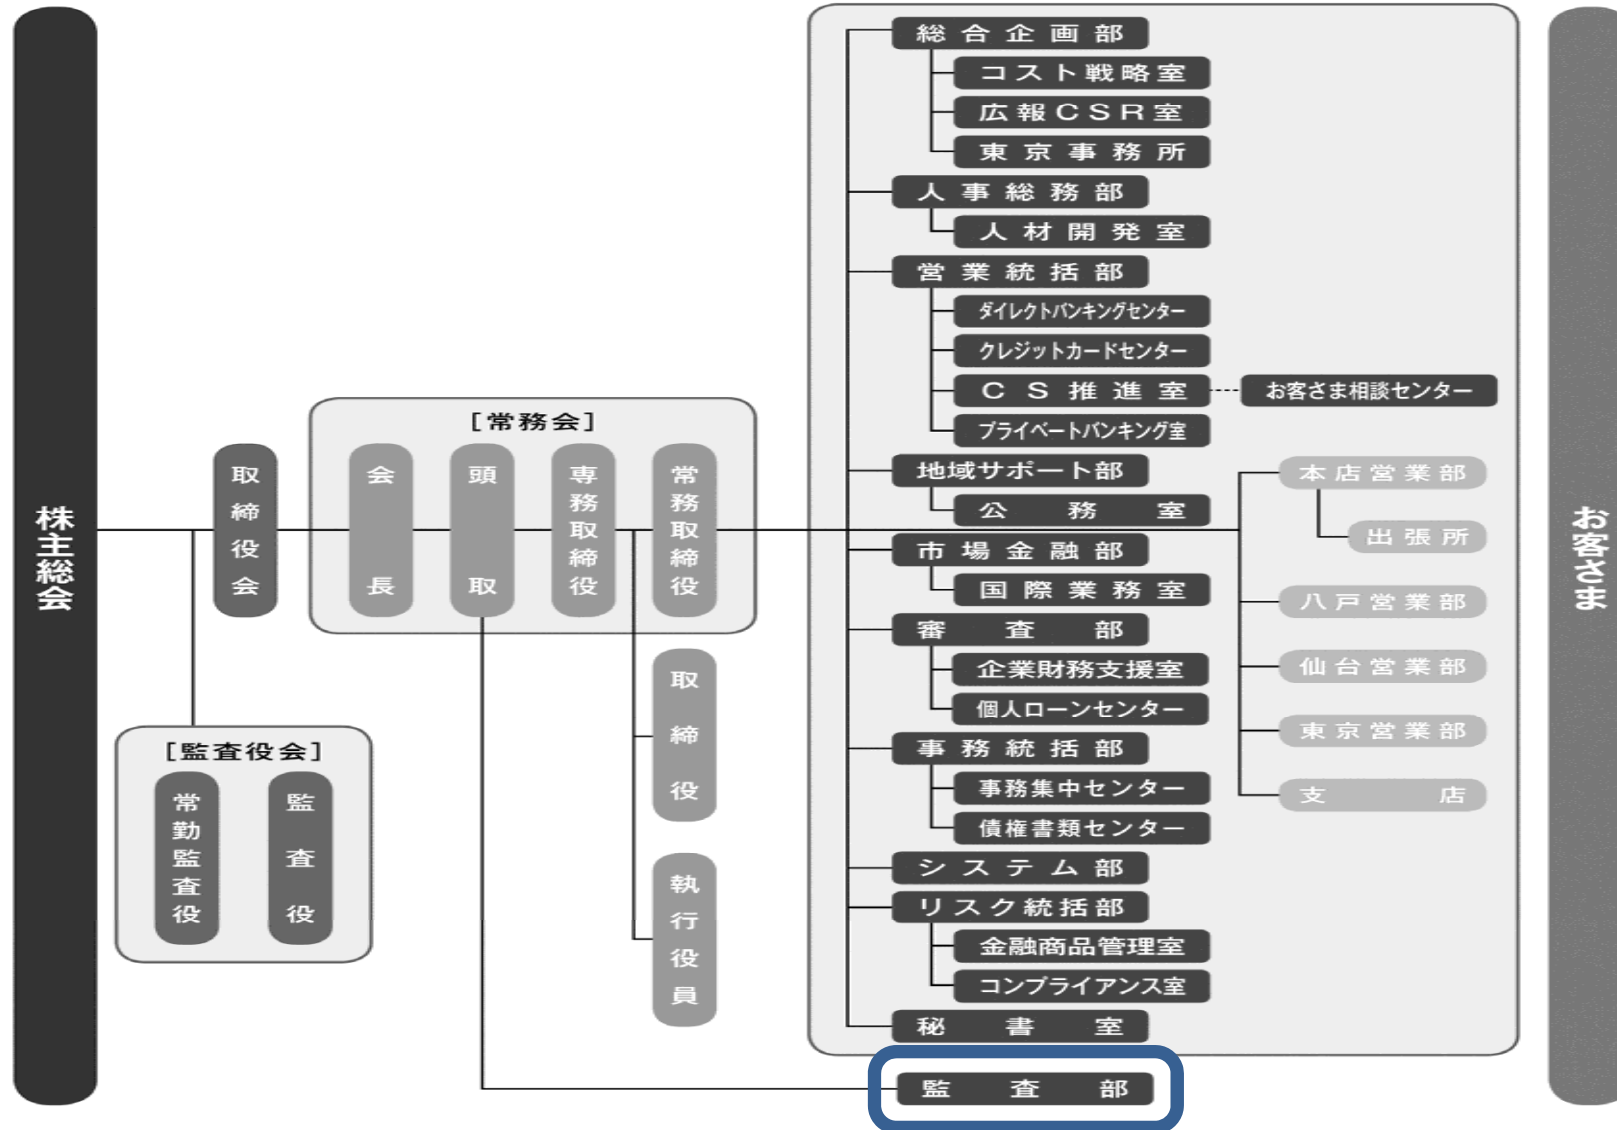 株主総会
取締役会
[常務会]
会長
頭取
専務取締役
常務取締役
取締役
執行役員
[監査役会]
常勤監査役
監査役
総合企画部
コスト戦略室
広報CSR室
東京事務所
人事総務部
人材開発室
営業統括部
ダイレクトバンキングセンター
クレジットカードセンター
CS推進室
お客さま相談センター
プライベートバンキング室
地域サポート部
公務室
市場金融部
国際業務室
審査部
企業財務支援室
個人ローンセンター
事務統括部
事務集中センター
債権書類センター
システム部
リスク統括部
金融商品管理室
コンプライアンス室
秘書室
監査部
本店営業部
出張所
八戸営業部
仙台営業部
東京営業部
支店
お客さま